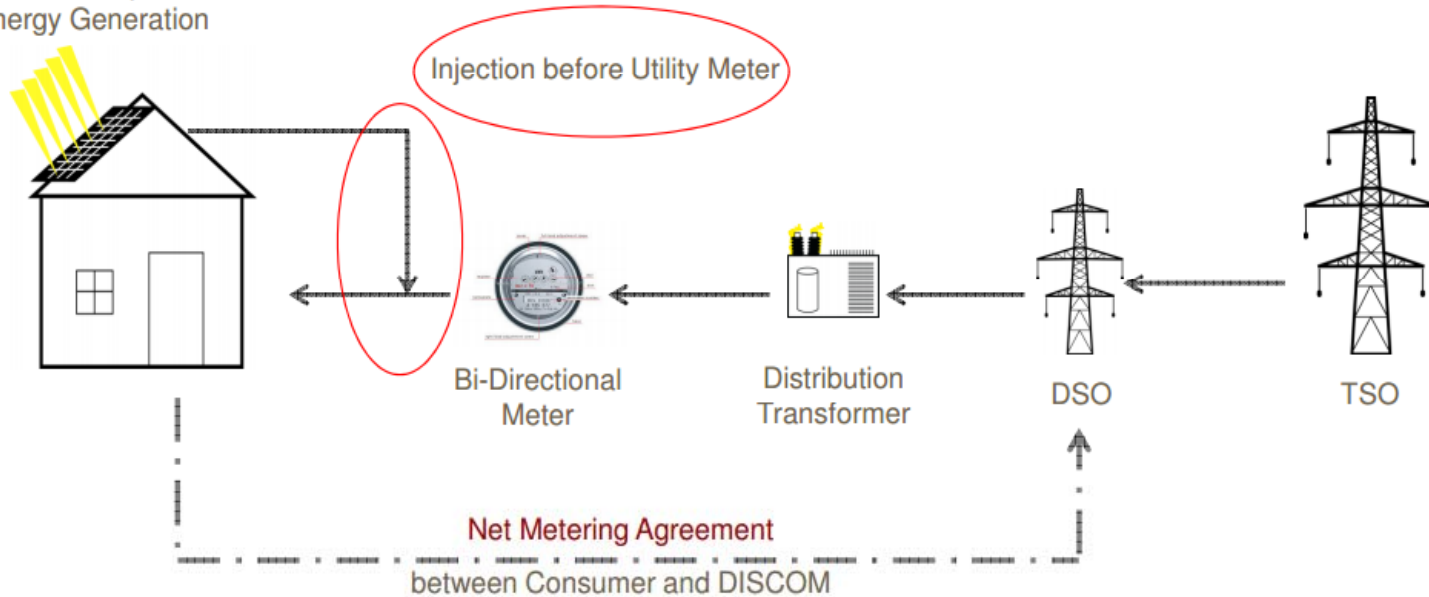 Energy Generation
Injection before Utility Meter
Bi-Directional
Meter
Distribution
Transformer
DSO
TSO
Net Metering Agreement
between Consumer and DISCOM